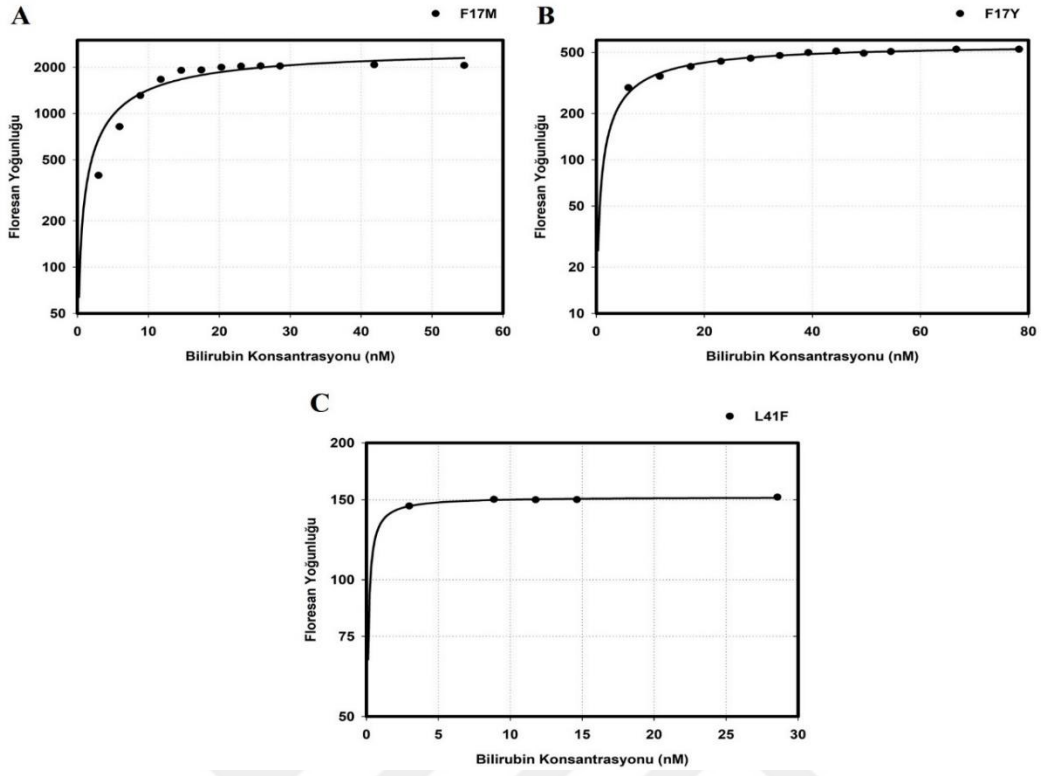 A
F17M
Floresan Yoğunluğu
2000
1000
500
200
100
50
0 10 20 30 40 50 60
Bilirubin Konsantrasyonu (nM)
B
F17Y
Floresan Yoğunluğu
500
200
100
50
20
10
0 20 40 60 80
Bilirubin Konsantrasyonu (nM)
C
L41F
Floresan Yoğunluğu
200
150
100
75
50
0 5 10 15 20 25 30
Bilirubin Konsantrasyonu (nM)